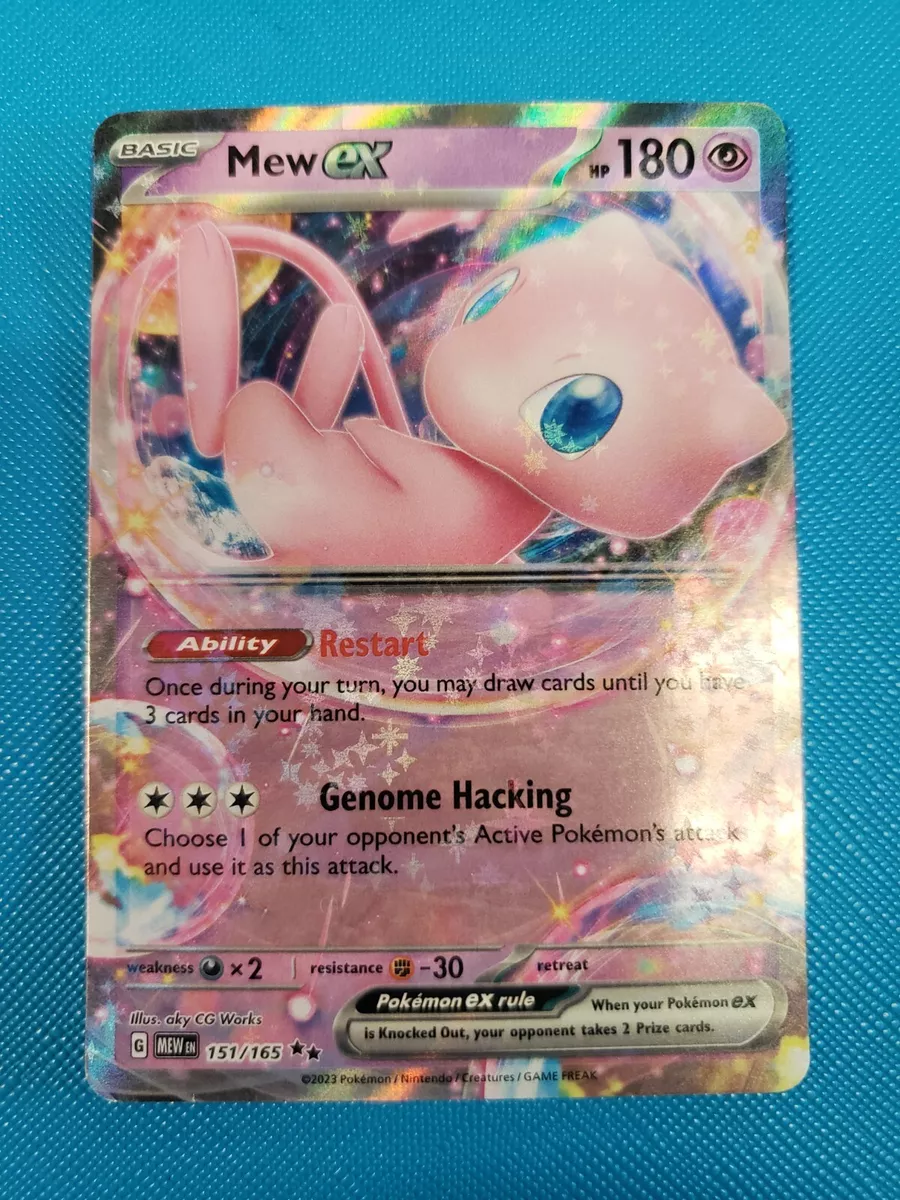 BASIC Mew ex HP 180
Ability Restart
Once during your turn, you may draw cards until you have
3 cards in your hand.
Genome Hacking
Choose 1 of your opponent's Active Pokémon's attacks
and use it as this attack.
weakness ×2 resistance -30 retreat
Pokémon ex rule When your Pokémon ex
is Knocked Out, your opponent takes 2 Prize cards.
Illus. aky CG Works
G MEW EN 151/165
©2023 Pokémon / Nintendo / Creatures / GAME FREAK